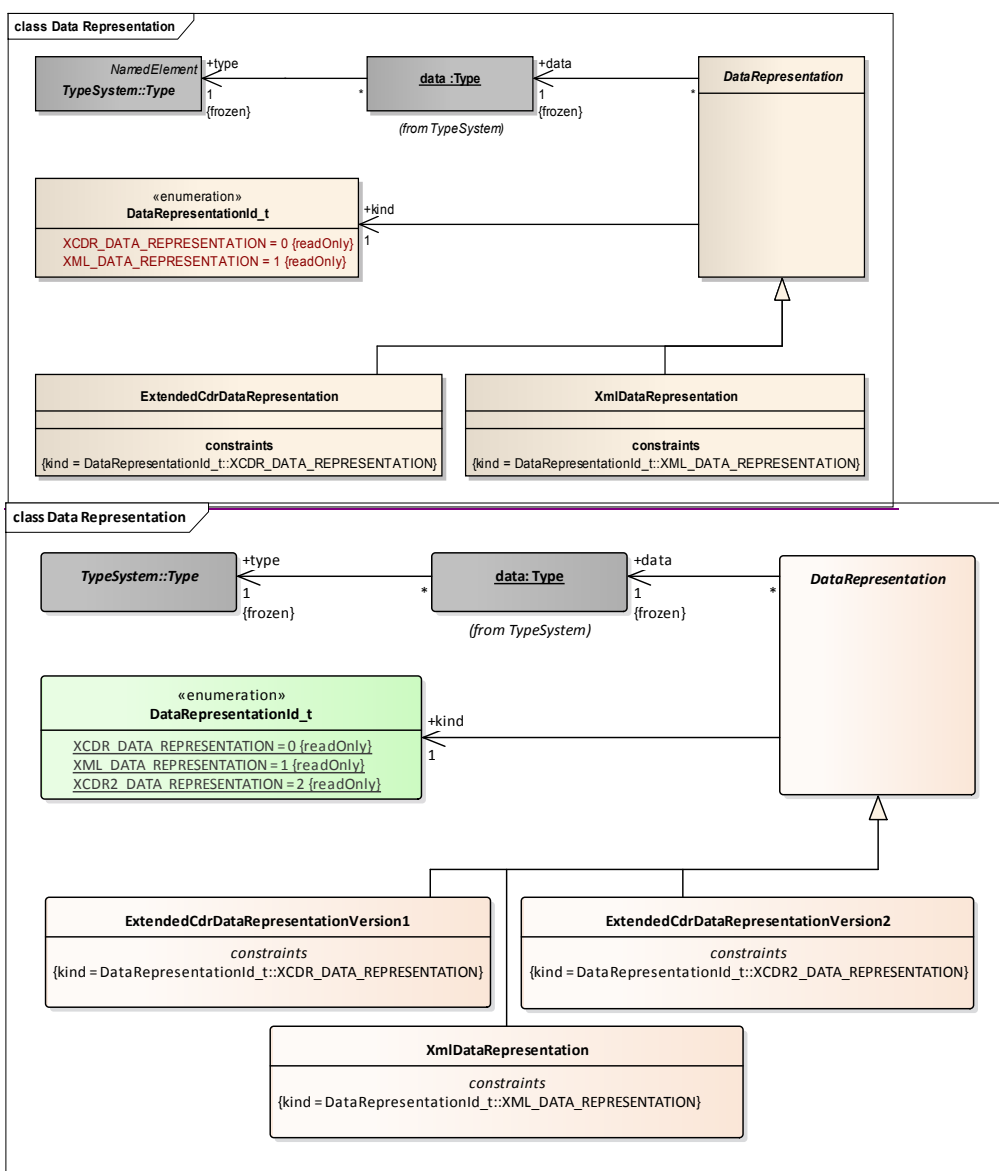 class Data Representation
NamedElement
TypeSystem::Type
+type
1
{frozen}
*
data :Type
(from TypeSystem)
+data
1
{frozen}
*
DataRepresentation
«enumeration»
DataRepresentationId_t
XCDR_DATA_REPRESENTATION = 0 {readOnly}
XML_DATA_REPRESENTATION = 1 {readOnly}
+kind
1
ExtendedCdrDataRepresentation
constraints
{kind = DataRepresentationId_t::XCDR_DATA_REPRESENTATION}
XmlDataRepresentation
constraints
{kind = DataRepresentationId_t::XML_DATA_REPRESENTATION}
class Data Representation
TypeSystem::Type
+type
1
{frozen}
*
data: Type
(from TypeSystem)
+data
1
{frozen}
*
DataRepresentation
«enumeration»
DataRepresentationId_t
XCDR_DATA_REPRESENTATION = 0 {readOnly}
XML_DATA_REPRESENTATION = 1 {readOnly}
XCDR2_DATA_REPRESENTATION = 2 {readOnly}
+kind
1
ExtendedCdrDataRepresentationVersion1
constraints
{kind = DataRepresentationId_t::XCDR_DATA_REPRESENTATION}
ExtendedCdrDataRepresentationVersion2
constraints
{kind = DataRepresentationId_t::XCDR2_DATA_REPRESENTATION}
XmlDataRepresentation
constraints
{kind = DataRepresentationId_t::XML_DATA_REPRESENTATION}